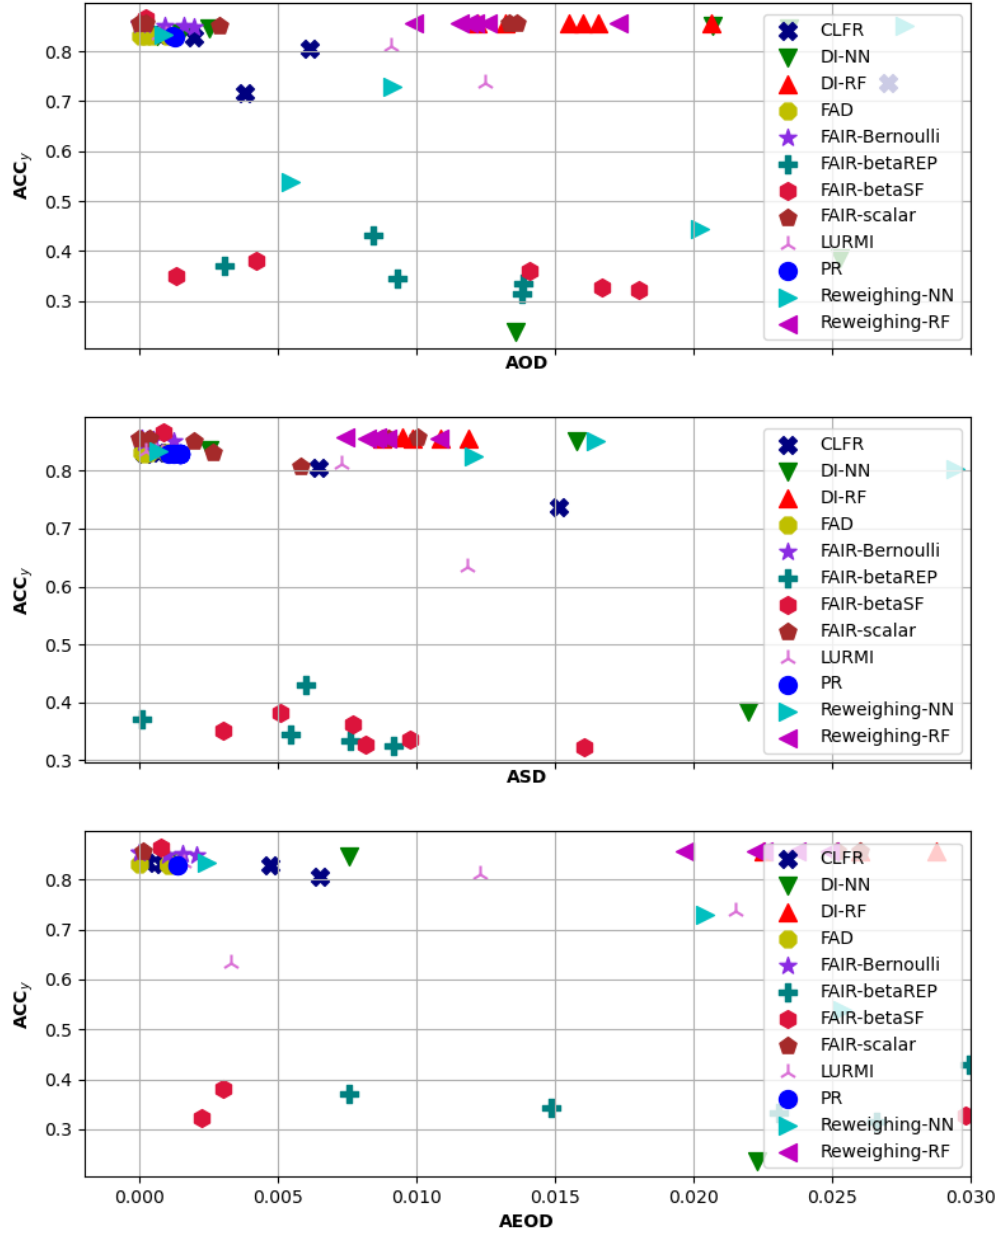 0.8
0.7
0.6
0.5
0.4
0.3
ACCy
CLFR
DI-NN
DI-RF
FAD
FAIR-Bernoulli
FAIR-betaREP
FAIR-betaSF
FAIR-scalar
LURMI
PR
Reweighing-NN
Reweighing-RF
AOD
0.8
0.7
0.6
0.5
0.4
0.3
ACCy
CLFR
DI-NN
DI-RF
FAD
FAIR-Bernoulli
FAIR-betaREP
FAIR-betaSF
FAIR-scalar
LURMI
PR
Reweighing-NN
Reweighing-RF
ASD
0.8
0.7
0.6
0.5
0.4
0.3
ACCy
CLFR
DI-NN
DI-RF
FAD
FAIR-Bernoulli
FAIR-betaREP
FAIR-betaSF
FAIR-scalar
LURMI
PR
Reweighing-NN
Reweighing-RF
0.000 0.005 0.010 0.015 0.020 0.025 0.030
AEOD